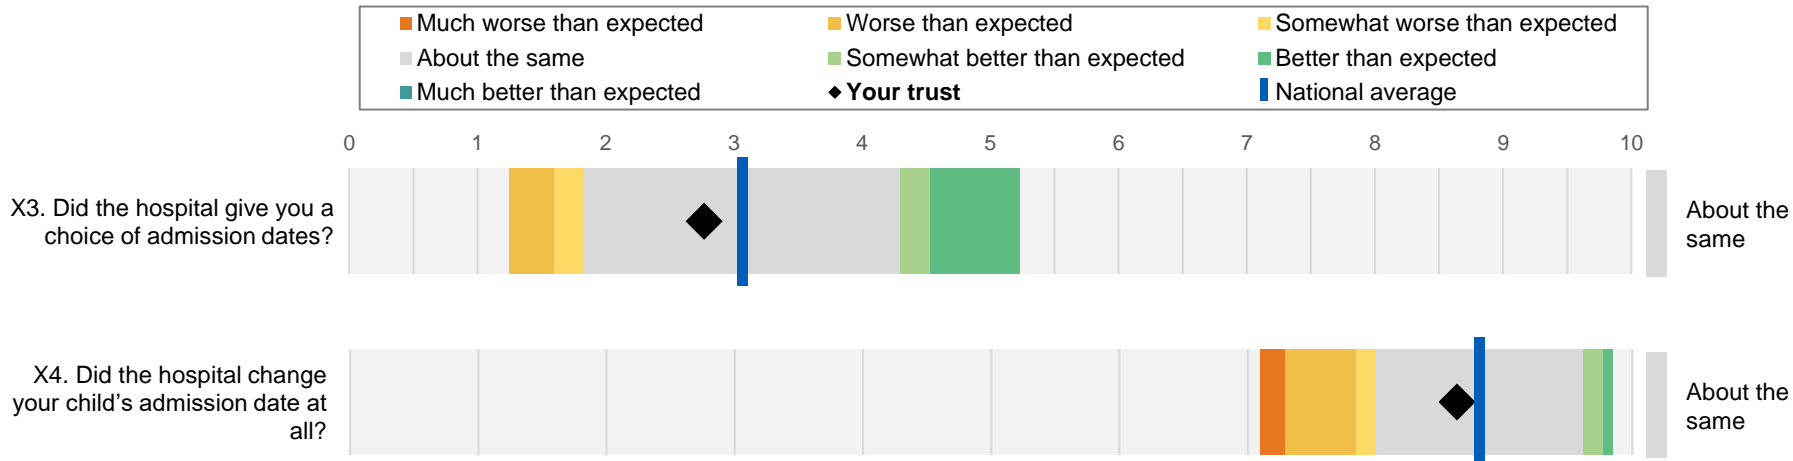 Much worse than expected Worse than expected Somewhat worse than expected
About the same Somewhat better than expected Better than expected
Much better than expected Your trust National average
0 1 2 3 4 5 6 7 8 9 10
X3. Did the hospital give you a
choice of admission dates?
About the
same
X4. Did the hospital change
your child’s admission date at
all?
About the
same